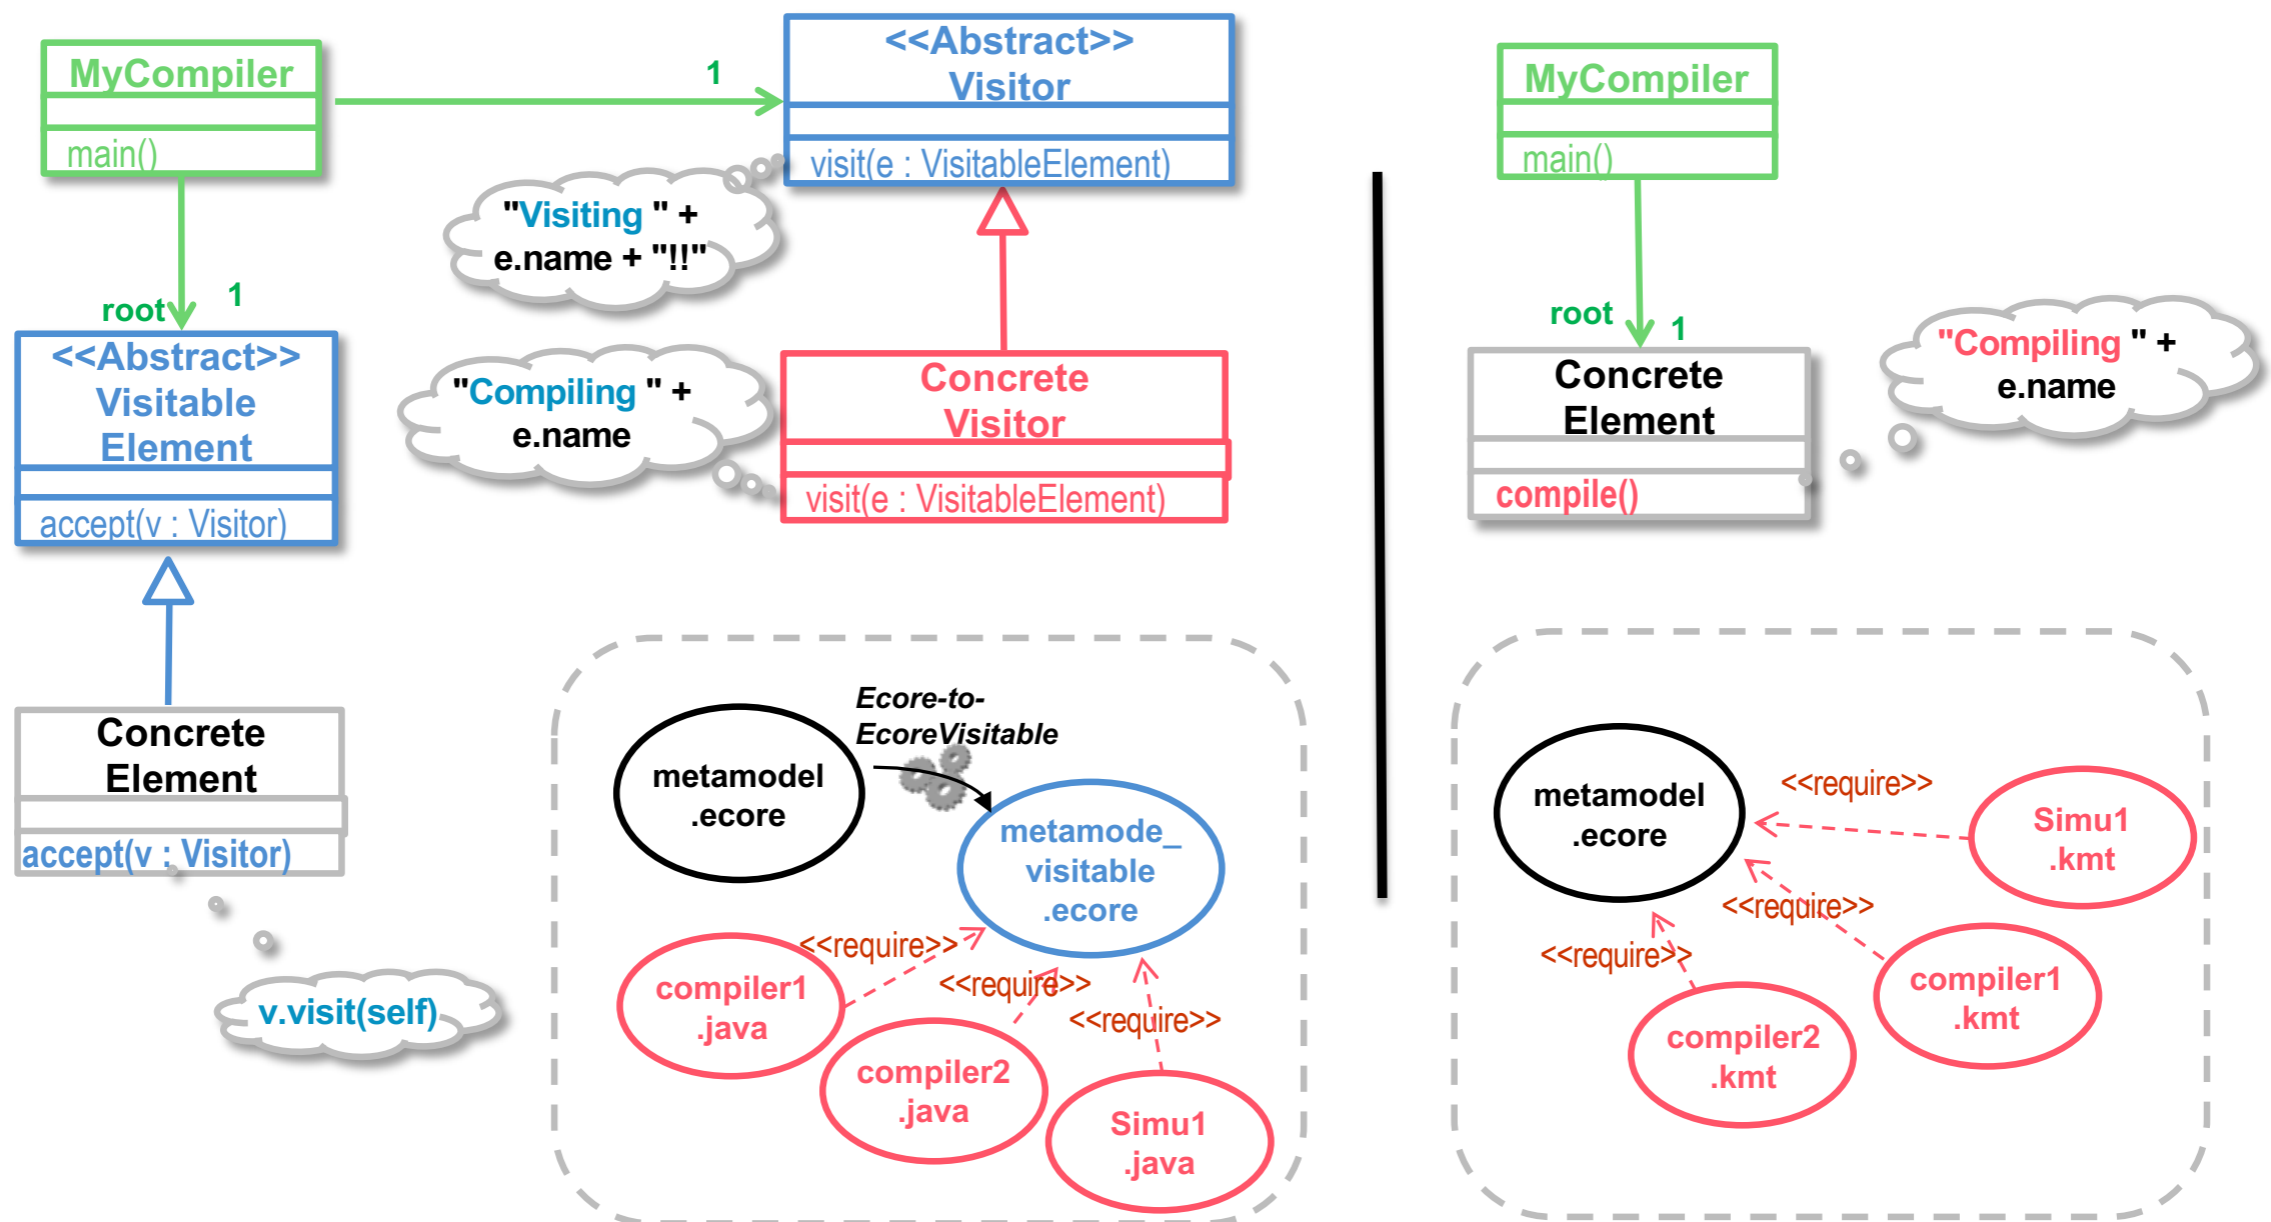 MyCompiler
main()
1
<<Abstract>>
Visitor
visit(e : VisitableElement)
"Visiting " +
e.name + "!!"
root
1
<<Abstract>>
Visitable
Element
accept(v : Visitor)
"Compiling " +
e.name
Concrete
Visitor
visit(e : VisitableElement)
Concrete
Element
accept(v : Visitor)
v.visit(self)
metamodel
.ecore
Ecore-to-
EcoreVisitable
metamode_
visitable
.ecore
<<require>>
<<require>>
<<require>>
compiler1
.java
compiler2
.java
Simu1
.java
MyCompiler
main()
root
1
Concrete
Element
compile()
"Compiling " +
e.name
metamodel
.ecore
<<require>>
Simu1
.kmt
<<require>>
<<require>>
compiler1
.kmt
compiler2
.kmt